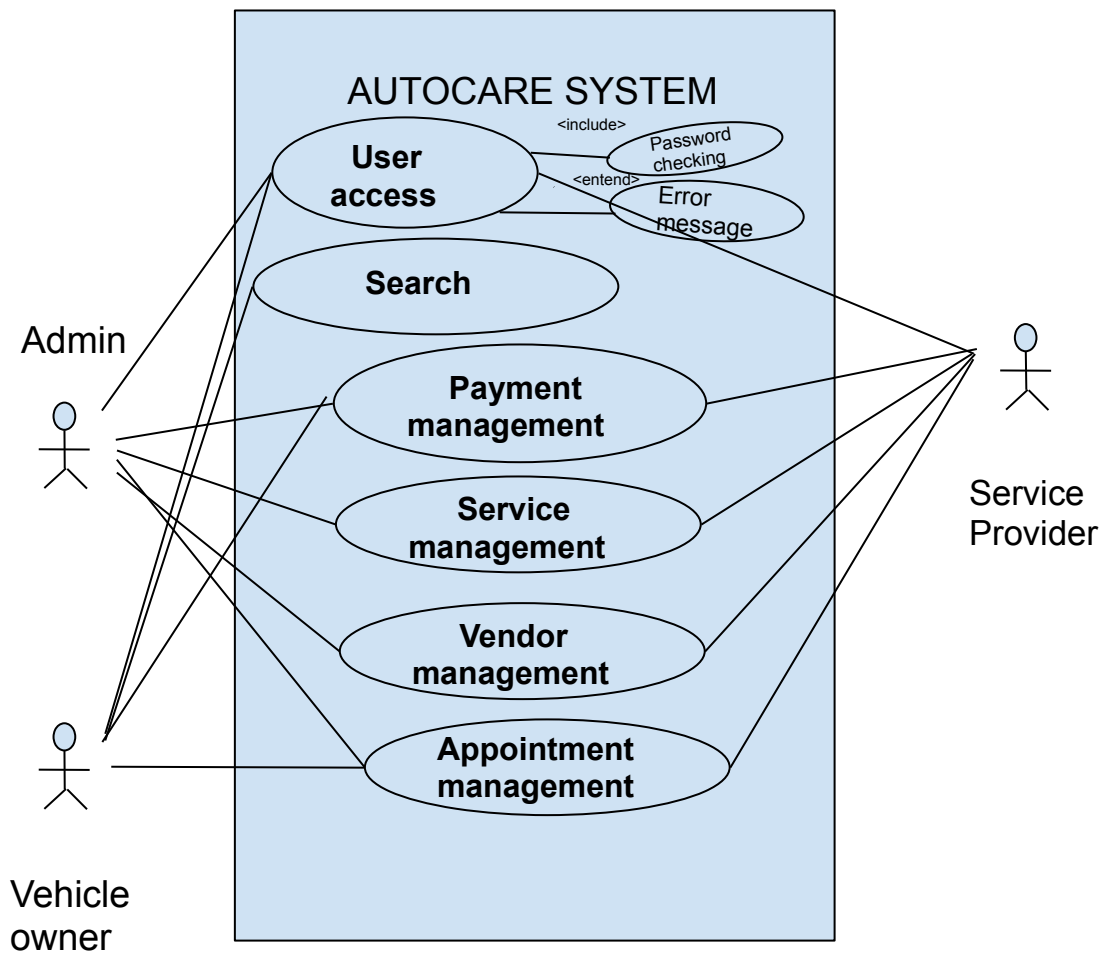 AUTOCARE SYSTEM
<include>
User
access
Password
checking
<entend>
Error
message
Search
Admin
Payment
management
Service
management
Service
Provider
Vendor
management
Appointment
management
Vehicle
owner